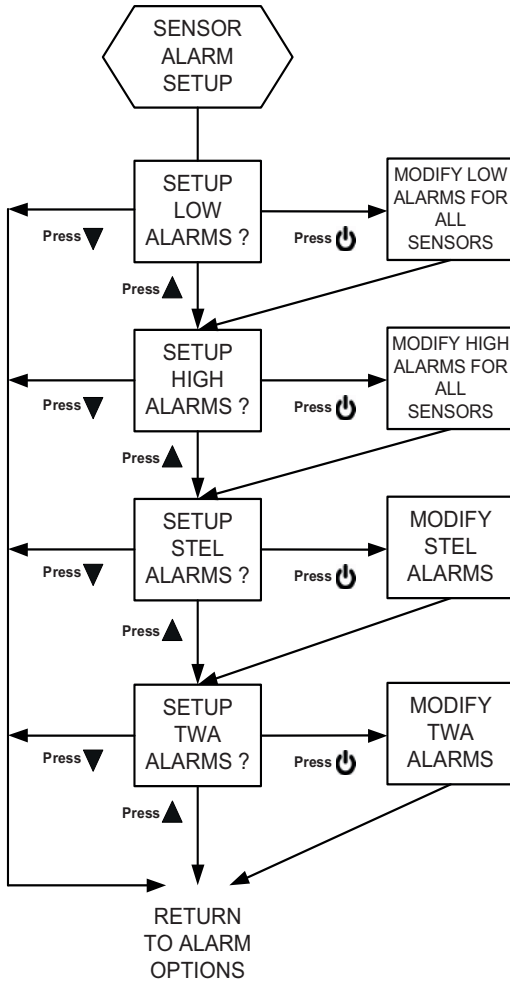 SENSOR
ALARM
SETUP
SETUP
LOW
ALARMS ?
MODIFY LOW
ALARMS FOR
ALL
SENSORS
Press
Press
Press
SETUP
HIGH
ALARMS ?
MODIFY HIGH
ALARMS FOR
ALL
SENSORS
Press
Press
Press
SETUP
STEL
ALARMS ?
MODIFY
STEL
ALARMS
Press
Press
Press
SETUP
TWA
ALARMS ?
MODIFY
TWA
ALARMS
Press
Press
Press
RETURN
TO ALARM
OPTIONS